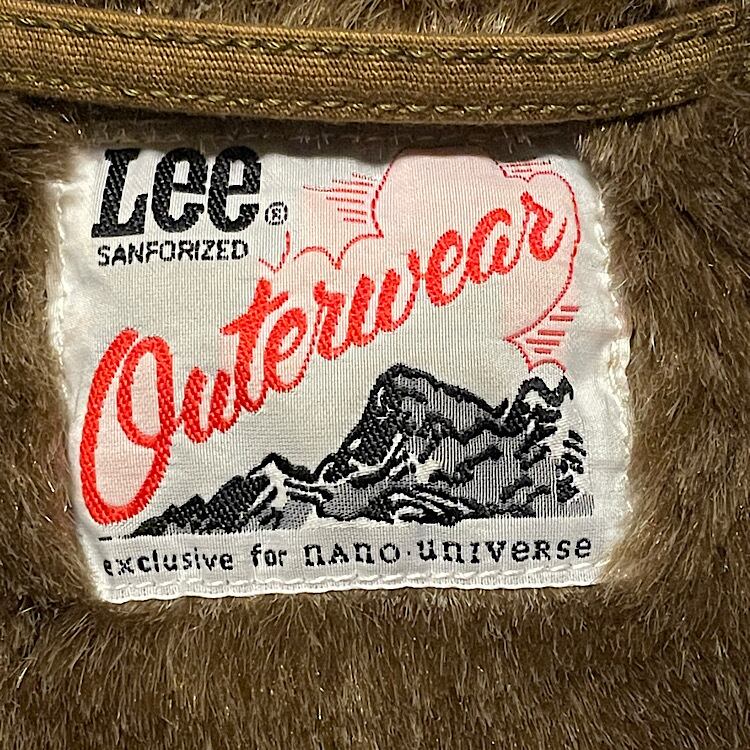 Lee®
SANFORIZED
Outerwear
exclusive for nano·universe